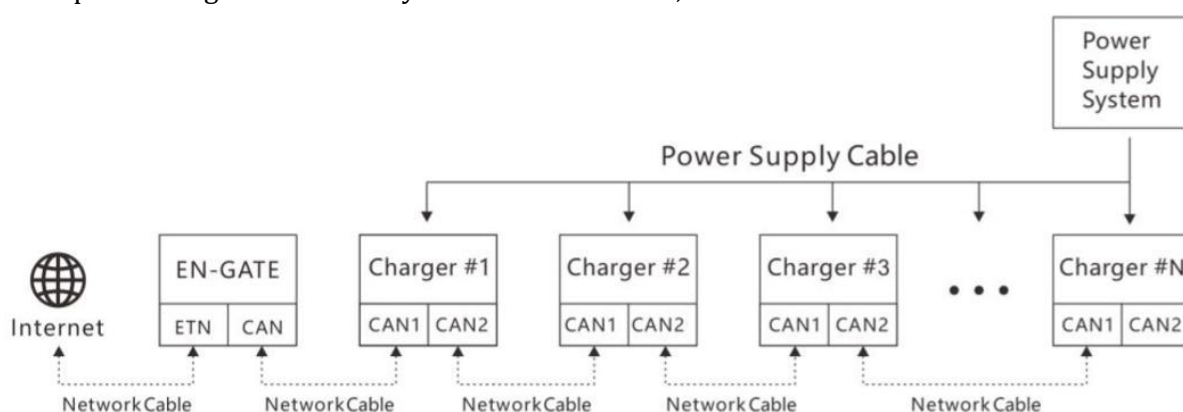 Power
Supply
System
Power Supply Cable
EN-GATE
Charger #1
Charger #2
Charger #3
Charger #N
Internet
ETN
CAN
CAN1
CAN2
CAN1
CAN2
CAN1
CAN2
CAN1
CAN2
Network Cable
Network Cable
Network Cable
Network Cable
Network Cable